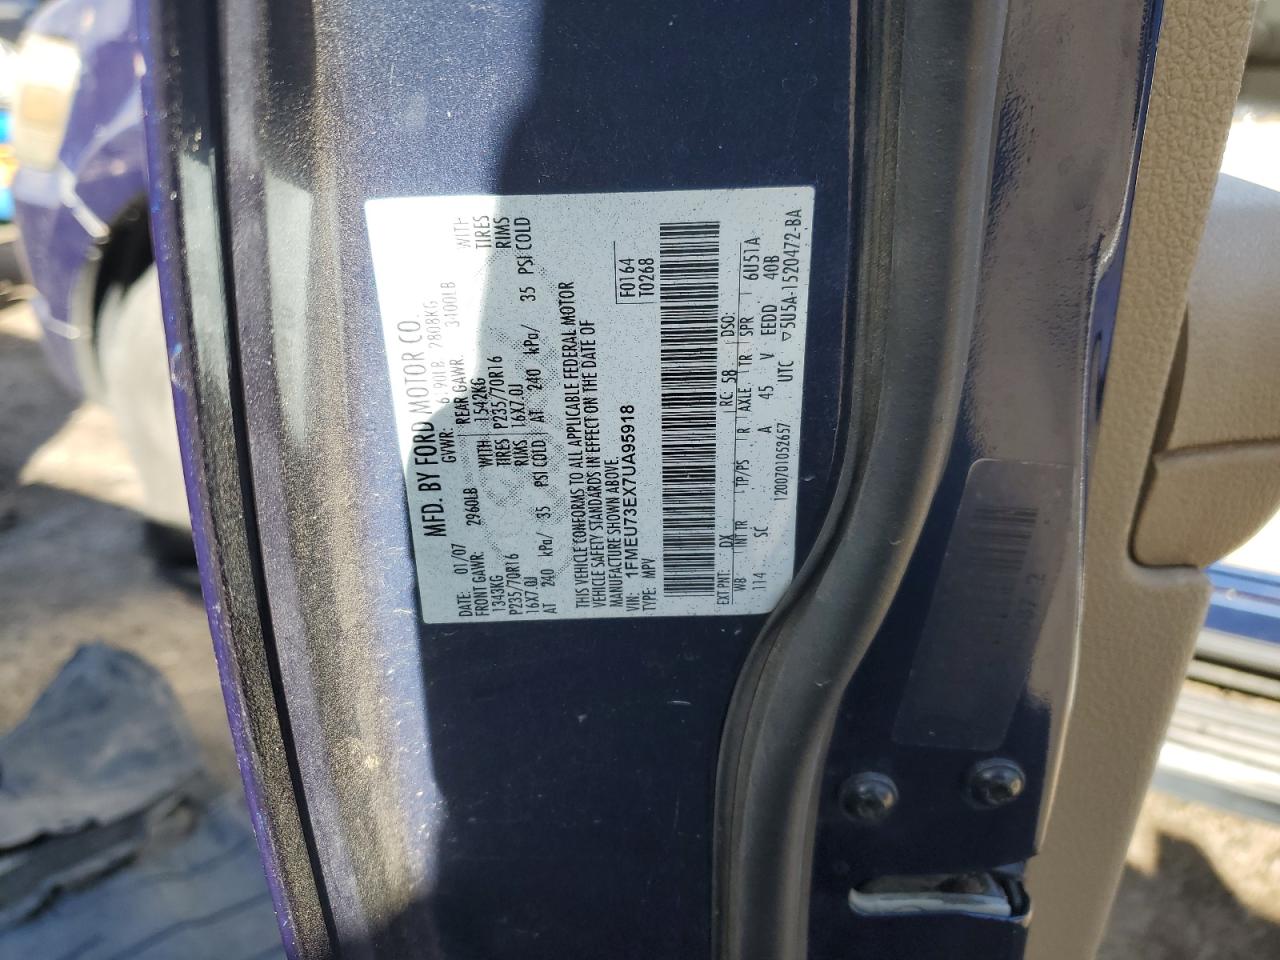 MFD. BY FORD MOTOR CO.
DATE: 01/07 GVWR: 2808KG
FRONT GAWR: 2960LB REAR GAWR: 3400LB
1343KG WITH 1542KG WITH
P235/70R16 TIRES P235/70R16 TIRES
16X7.0J RIMS 16X7.0J RIMS
AT 240 kPa/ 35 PSI COLD AT 240 kPa/ 35 PSI COLD
THIS VEHICLE CONFORMS TO ALL APPLICABLE FEDERAL MOTOR
VEHICLE SAFETY STANDARDS IN EFFECT ON THE DATE OF
MANUFACTURE SHOWN ABOVE.
VIN: 1FMEU73EX7UA95918
TYPE: MPV
F0164
T0268
EXT PNT: DX RC: 58 DSO:
WB INT TR TP/PS R AXLE TR SPR 6U51A
114 SC A 45 V EEDD 40B
120070105265​7 UTC ▽5U5A-1520472-BA